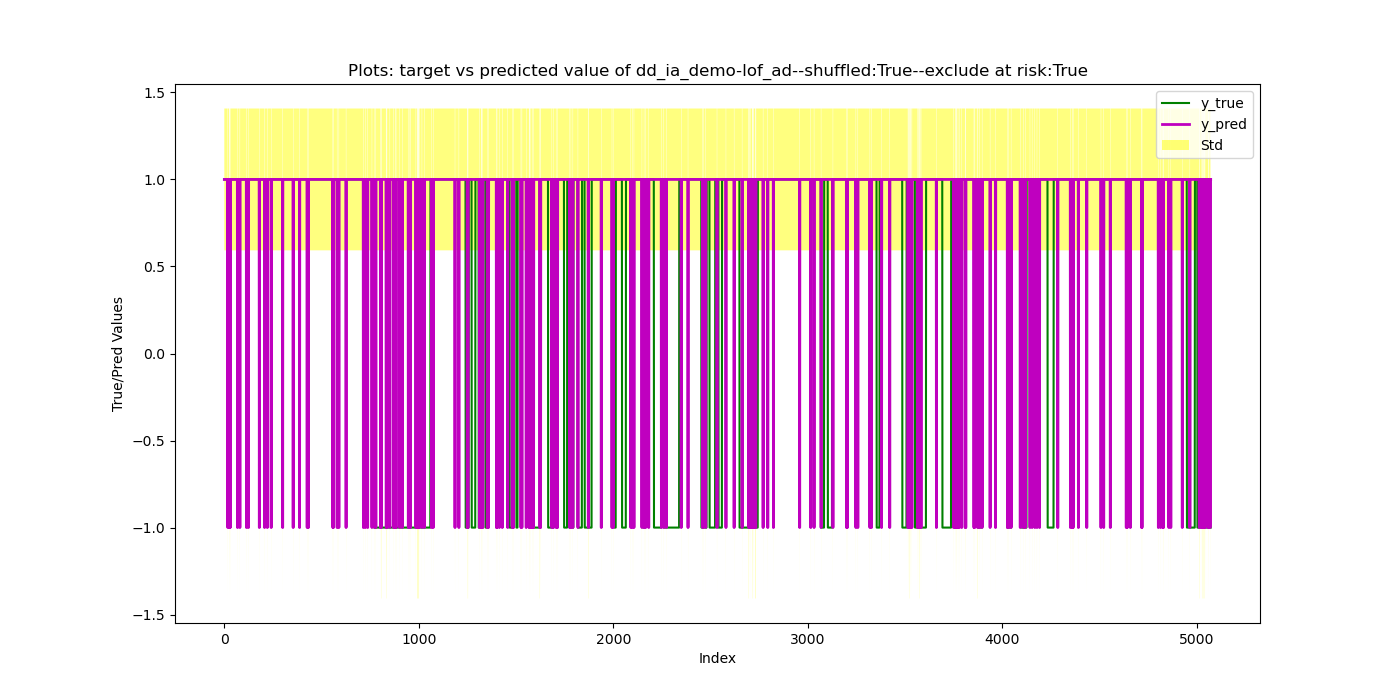 Plots: target vs predicted value of dd_ia_demo-lof_ad--shuffled:True--exclude at risk:True
1.5
1.0
0.5
0.0
−0.5
−1.0
−1.5
True/Pred Values
y_true
y_pred
Std
0
1000
2000
3000
4000
5000
Index